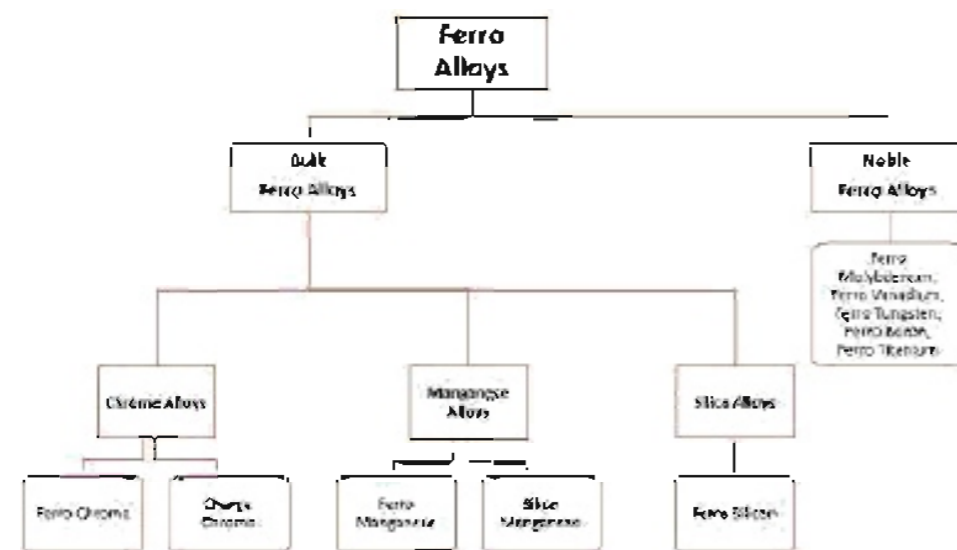 Ferro
Alloys
Bulk
Ferro Alloys
Noble
Ferro Alloys
Ferro
Molybdenum,
Ferro Vanadium,
Ferro Tungsten,
Ferro Boron,
Ferro Titanium
Chrome Alloys
Manganese
Alloys
Silica Alloys
Ferro Chrome
Charge
Chrome
Ferro
Manganese
Silico
Manganese
Ferro Silicon